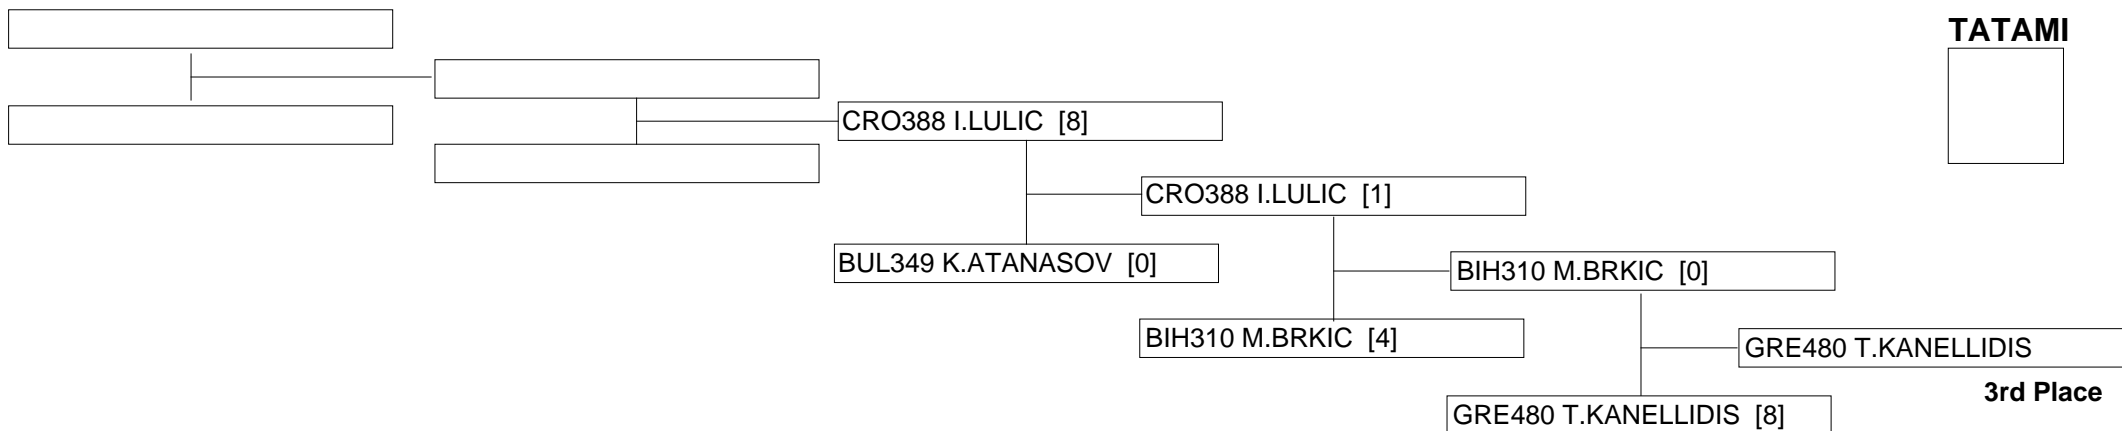 TATAMI
CRO388 I.LULIC [8]
CRO388 I.LULIC [1]
BUL349 K.ATANASOV [0]
BIH310 M.BRKIC [0]
BIH310 M.BRKIC [4]
GRE480 T.KANELLIDIS
3rd Place
GRE480 T.KANELLIDIS [8]